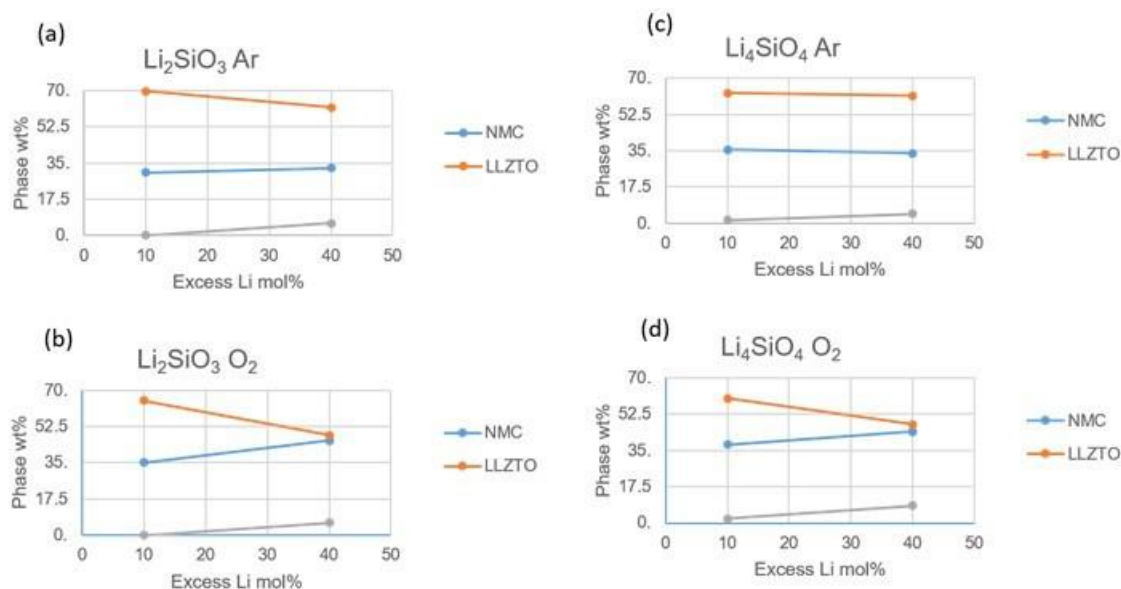 (a)
Li₂SiO₃ Ar
70.
52.5
35.
17.5
0.
Phase wt%
0 10 20 30 40 50
Excess Li mol%
NMC
LLZTO
(c)
Li₄SiO₄ Ar
70.
52.5
35.
17.5
0.
Phase wt%
0 10 20 30 40 50
Excess Li mol%
NMC
LLZTO
(b)
Li₂SiO₃ O₂
70.
52.5
35.
17.5
0.
Phase wt%
0 10 20 30 40 50
Excess Li mol%
NMC
LLZTO
(d)
Li₄SiO₄ O₂
70.
52.5
35.
17.5
0.
Phase wt%
0 10 20 30 40 50
Excess Li mol%
NMC
LLZTO